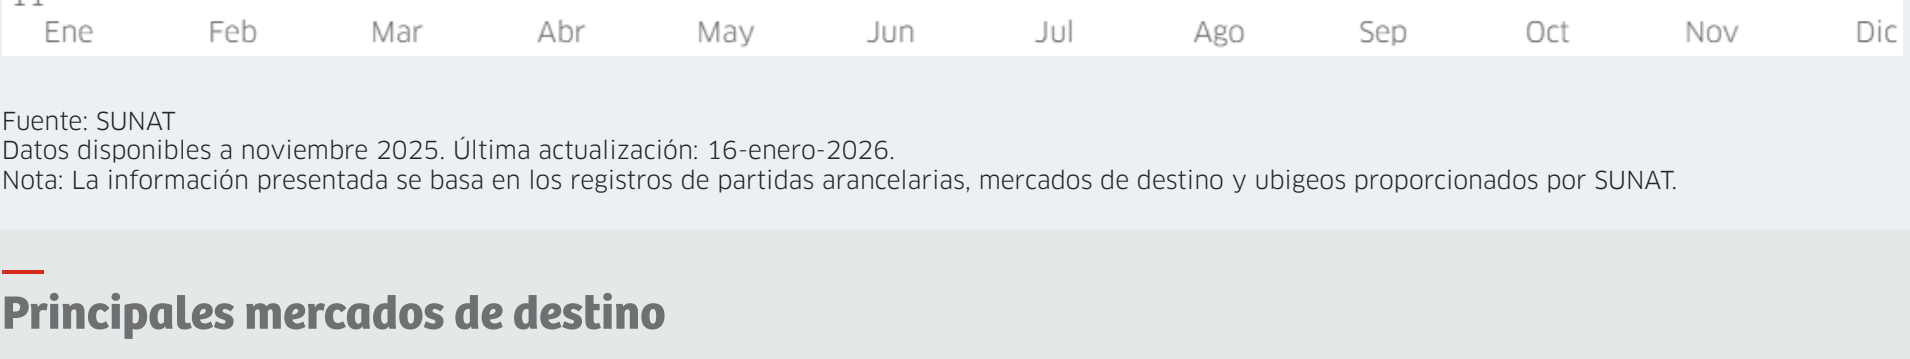 Ene Feb Mar Abr May Jun Jul Ago Sep Oct Nov Dic
Fuente: SUNAT
Datos disponibles a noviembre 2025. Última actualización: 16-enero-2026.
Nota: La información presentada se basa en los registros de partidas arancelarias, mercados de destino y ubigeos proporcionados por SUNAT.
Principales mercados de destino